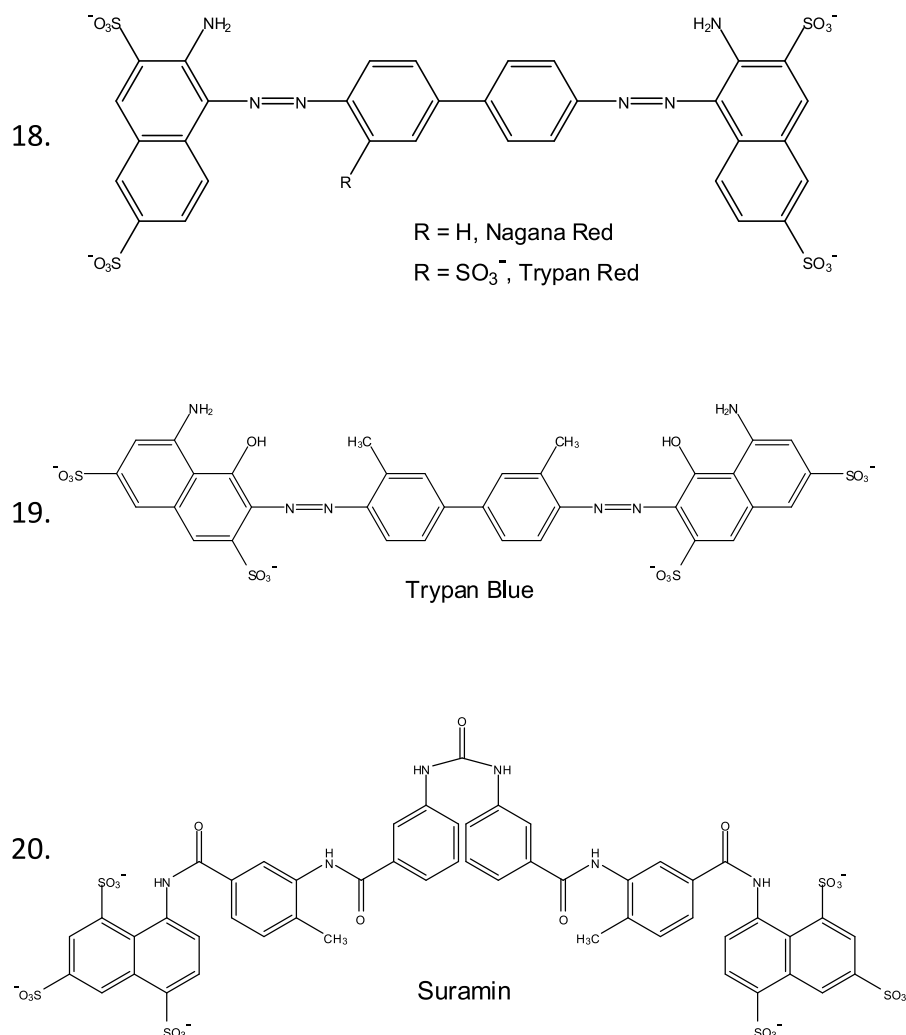 ⁻O₃S NH₂ H₂N SO₃⁻
18. N N N N
R
⁻O₃S SO₃⁻
R = H, Nagana Red
R = SO₃⁻, Trypan Red
NH₂ H₂N
OH H₃C CH₃ HO
⁻O₃S SO₃⁻
19. N N N N
SO₃⁻ ⁻O₃S
Trypan Blue
O
HN NH
20. O H N N H O
SO₃⁻ HN NH SO₃⁻
O O
CH₃ H₃C
⁻O₃S SO₃⁻
Suramin
SO₃⁻ SO₃⁻